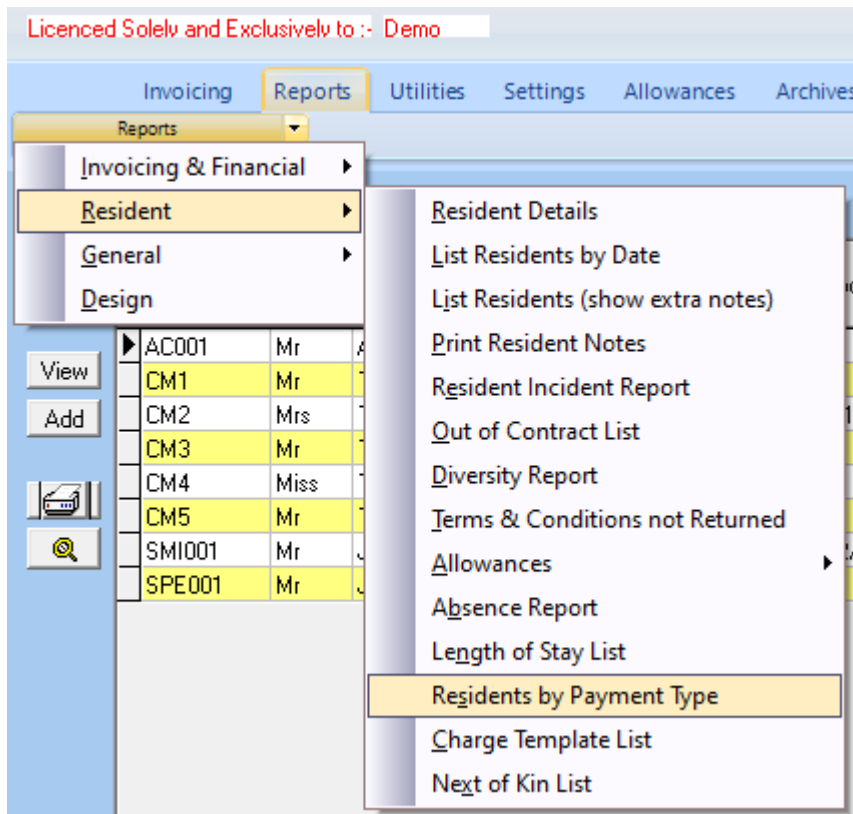 Licenced Solely and Exclusively to :- Demo
Invoicing Reports Utilities Settings Allowances Archives
Reports
Invoicing & Financial
Resident
General
Design
Resident Details
List Residents by Date
List Residents (show extra notes)
Print Resident Notes
Resident Incident Report
Out of Contract List
Diversity Report
Terms & Conditions not Returned
Allowances
Absence Report
Length of Stay List
Residents by Payment Type
Charge Template List
Next of Kin List
View
Add
AC001 Mr
CM1 Mr
CM2 Mrs
CM3 Mr
CM4 Miss
CM5 Mr
SMI001 Mr
SPE001 Mr